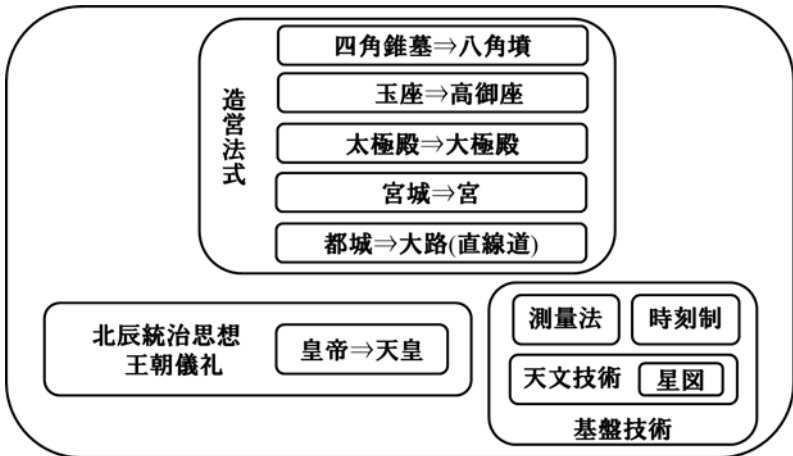 造営法式
四角錐墓⇒八角墳
玉座⇒高御座
太極殿⇒大極殿
宮城⇒宮
都城⇒大路(直線道)
北辰統治思想
王朝儀礼
皇帝⇒天皇
測量法
時刻制
天文技術
星図
基盤技術